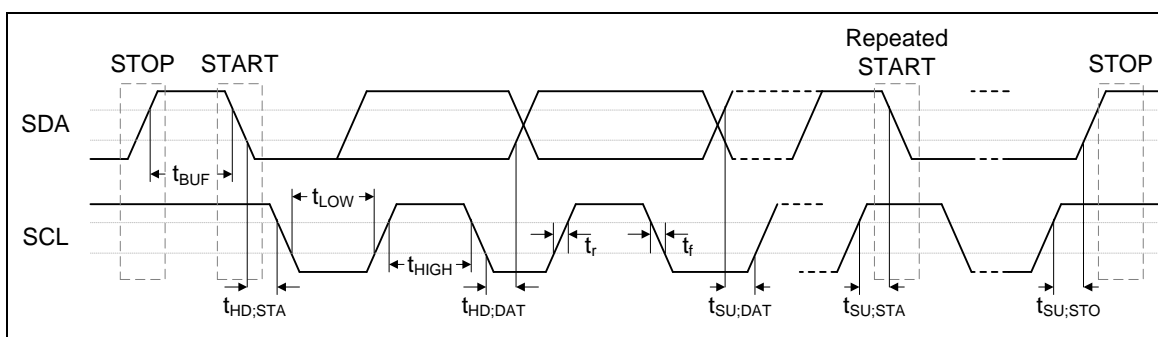 Repeated
STOP START START STOP
SDA
tBUF
tLOW
SCL
tHIGH tr tf
tHD;STA tHD;DAT tSU;DAT tSU;STA tSU;STO